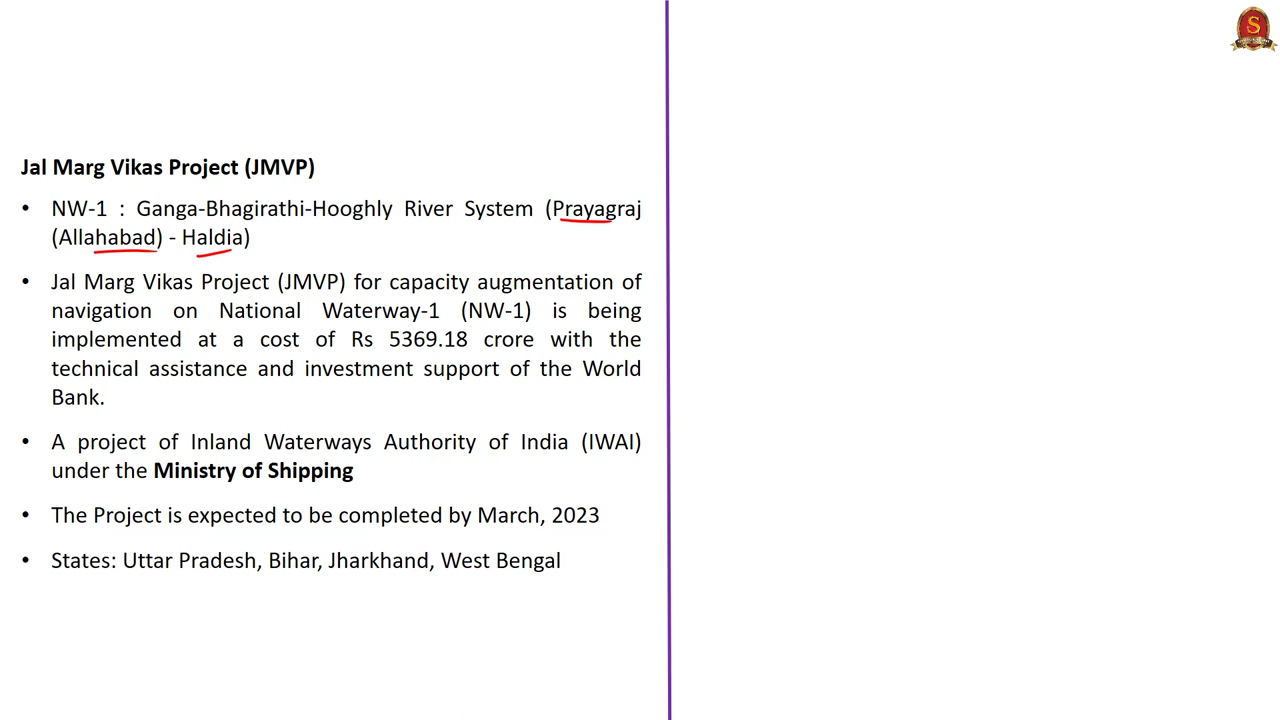 Jal Marg Vikas Project (JMVP)
• NW-1 : Ganga-Bhagirathi-Hooghly River System (Prayagraj
(Allahabad) - Haldia)
• Jal Marg Vikas Project (JMVP) for capacity augmentation of
navigation on National Waterway-1 (NW-1) is being
implemented at a cost of Rs 5369.18 crore with the
technical assistance and investment support of the World
Bank.
• A project of Inland Waterways Authority of India (IWAI)
under the Ministry of Shipping
• The Project is expected to be completed by March, 2023
• States: Uttar Pradesh, Bihar, Jharkhand, West Bengal
S